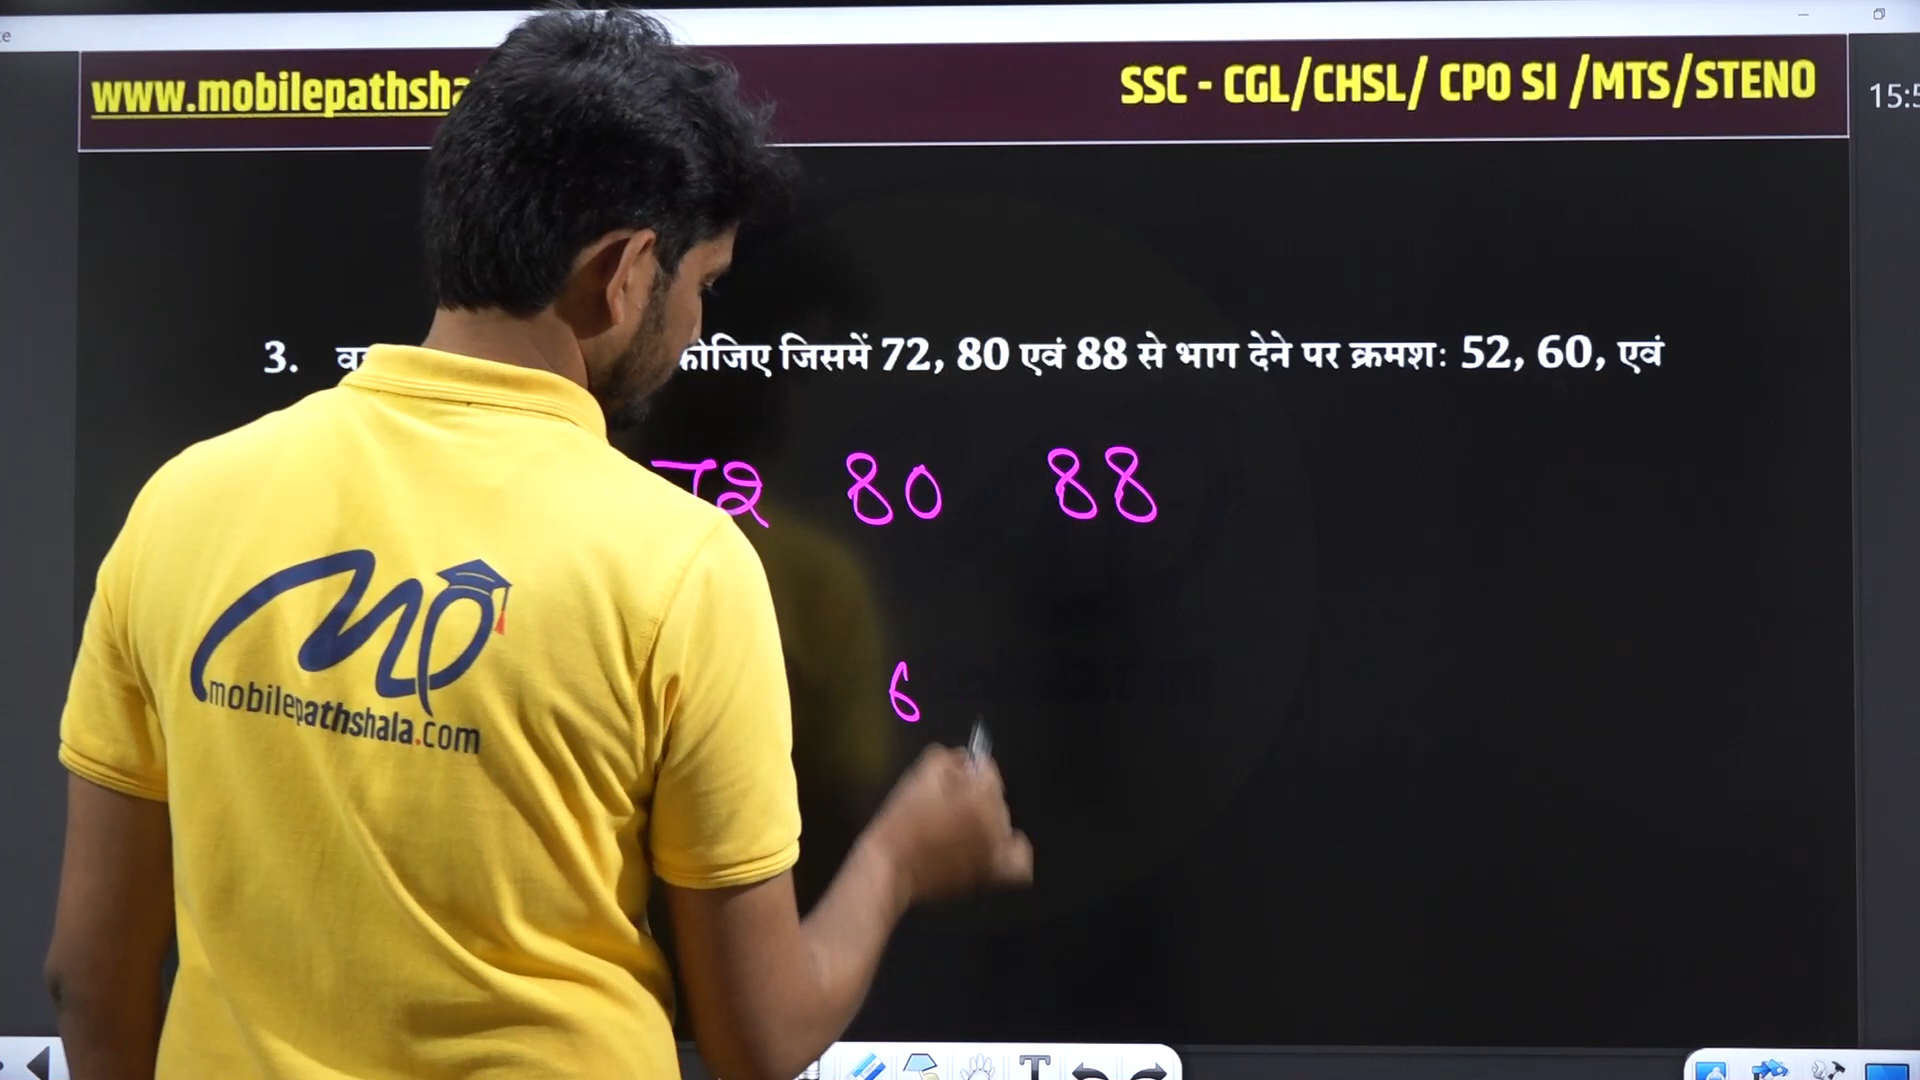 www.mobilepathsha
SSC - CGL/CHSL/ CPO SI /MTS/STENO
3. कीजिए जिसमें 72, 80 एवं 88 से भाग देने पर क्रमशः 52, 60, एवं
72 80 88
6
mobilepathshala.com